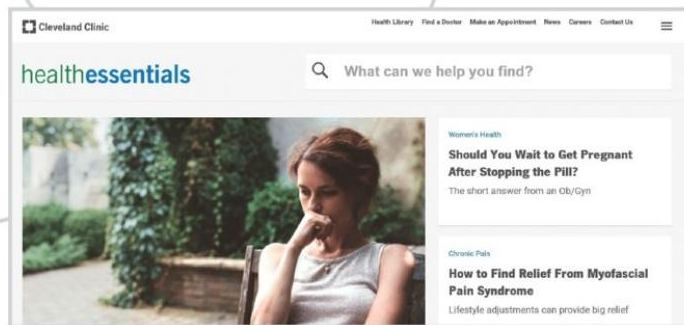 Cleveland Clinic
Health Library Find a Doctor Make an Appointment News Careers Contact Us
healthessentials
What can we help you find?
Women's Health
Should You Wait to Get Pregnant
After Stopping the Pill?
The short answer from an Ob/Gyn
Chronic Pain
How to Find Relief From Myofascial
Pain Syndrome
Lifestyle adjustments can provide big relief